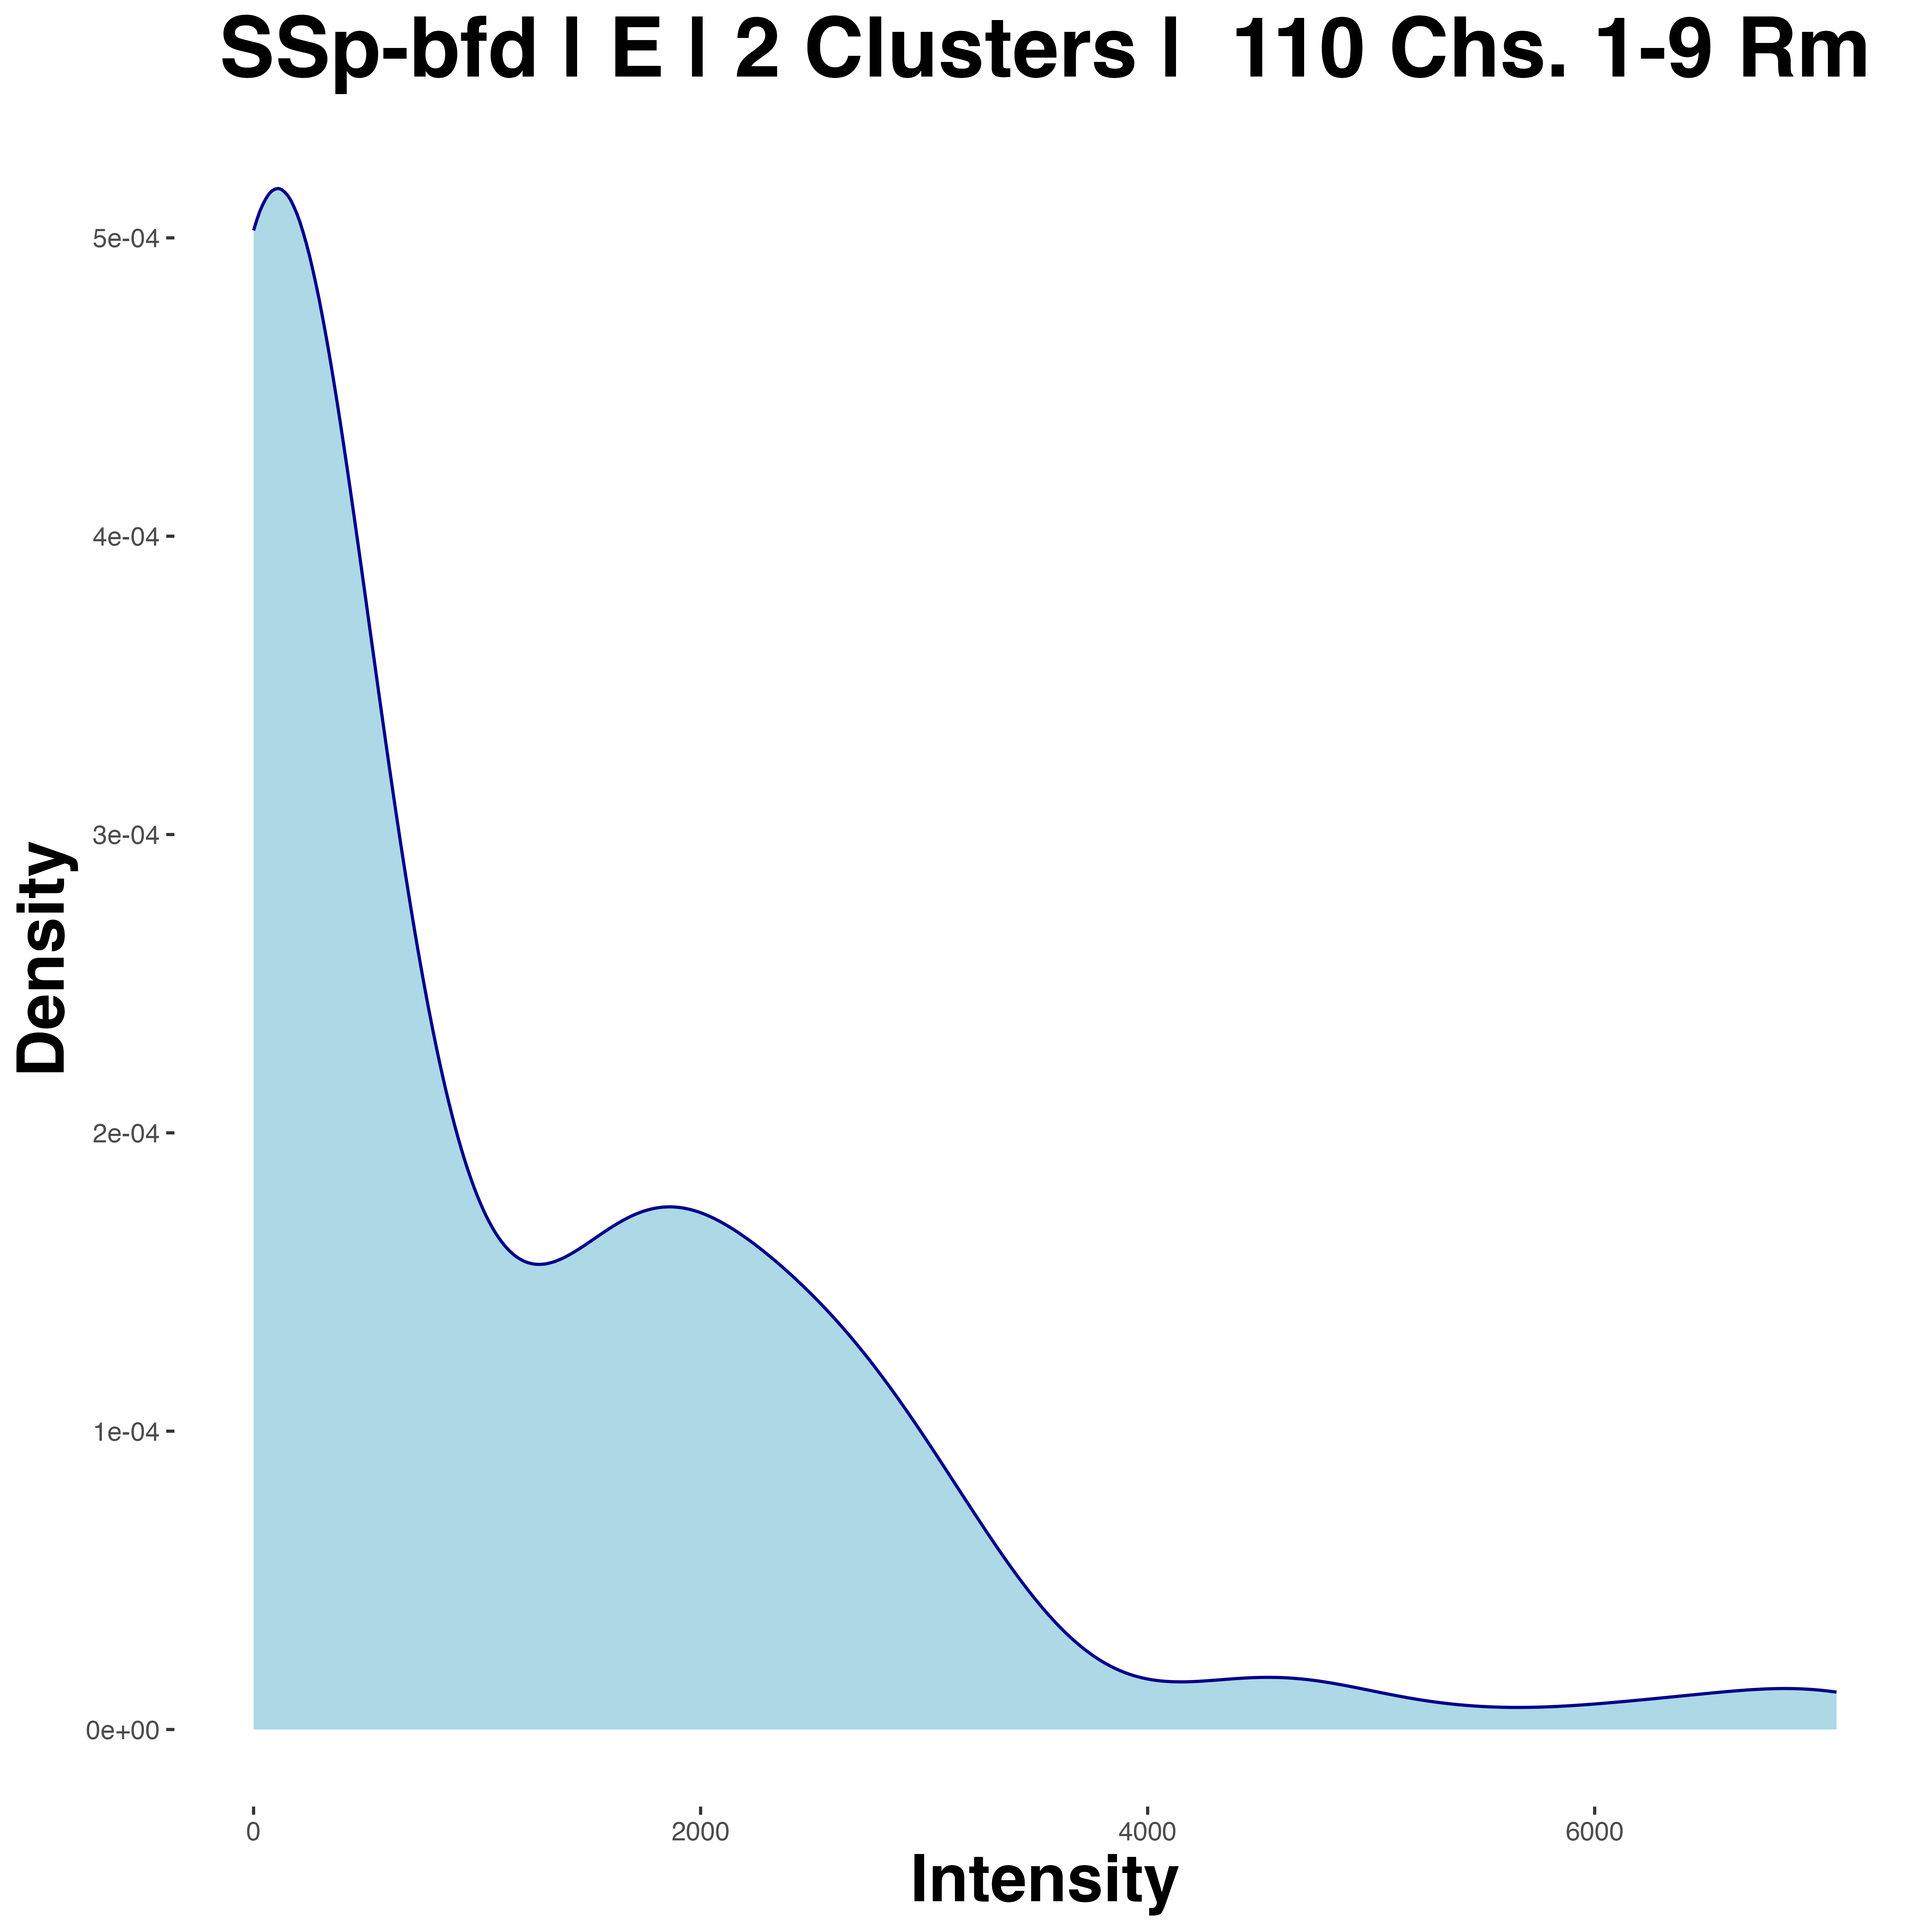 SSp-bfd | E | 2 Clusters |  110 Chs. 1-9 Rm
5e-04
4e-04
3e-04
2e-04
1e-04
0e+00
Density
0 2000 4000 6000
Intensity